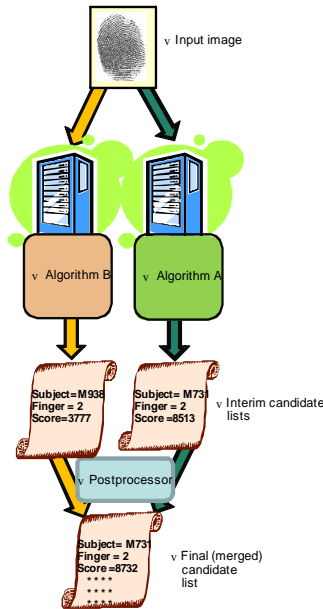 v Input image
v Algorithm B
v Algorithm A
Subject=M938
Finger = 2
Score=3777
Subject= M731
Finger = 2
Score =8513
v Interim candidate
lists
v Postprocessor
Subject= M731
Finger = 2
Score =8732
* * * *
* * * *
* * * *
v Final (merged)
candidate
list